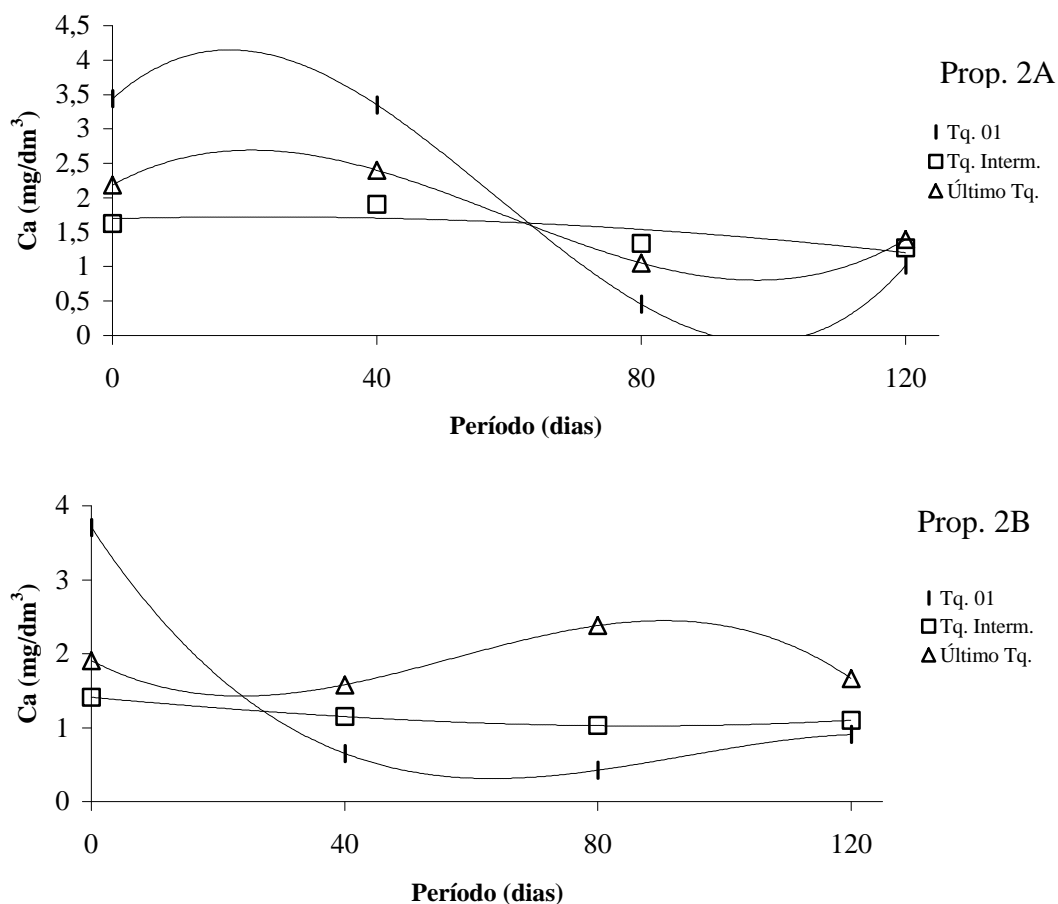 4,5
4
3,5
3
2,5
2
1,5
1
0,5
0
Ca (mg/dm³)
0 40 80 120
Período (dias)
Prop. 2A
Tq. 01
Tq. Interm.
Último Tq.
4
3
2
1
0
Ca (mg/dm³)
0 40 80 120
Período (dias)
Prop. 2B
Tq. 01
Tq. Interm.
Último Tq.